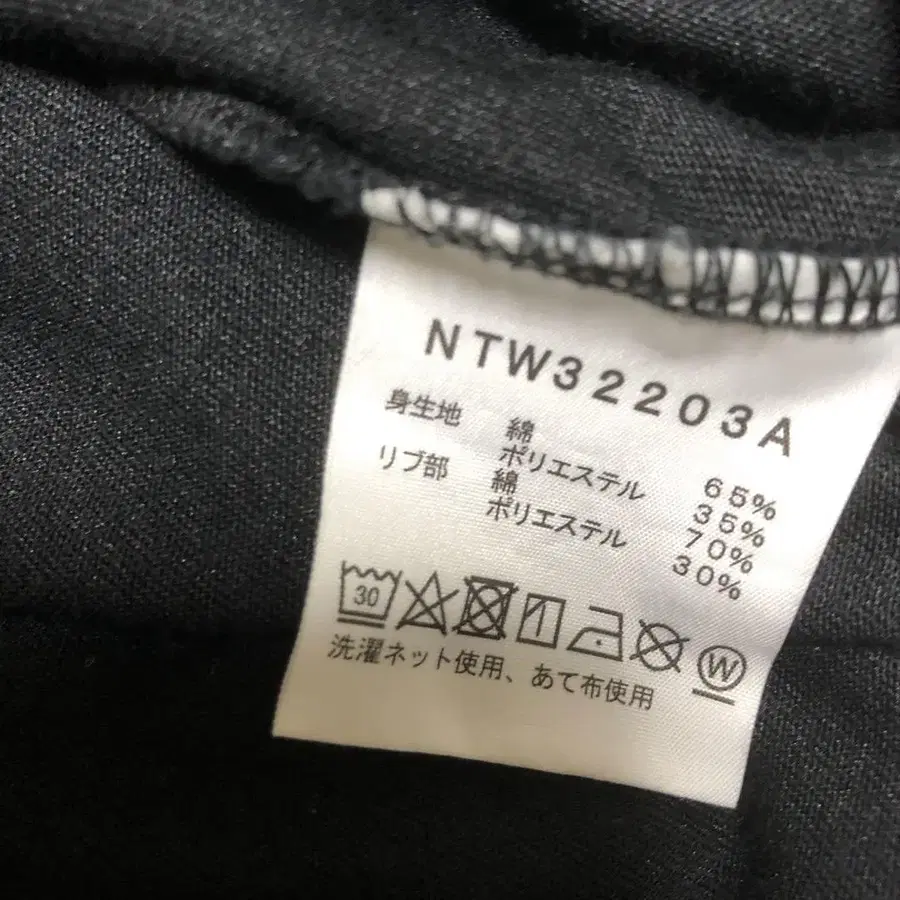 NTW32203A
身生地 綿 65%
ポリエステル 35%
リブ部 綿 70%
ポリエステル 30%
30
W
洗濯ネット使用、あて布使用